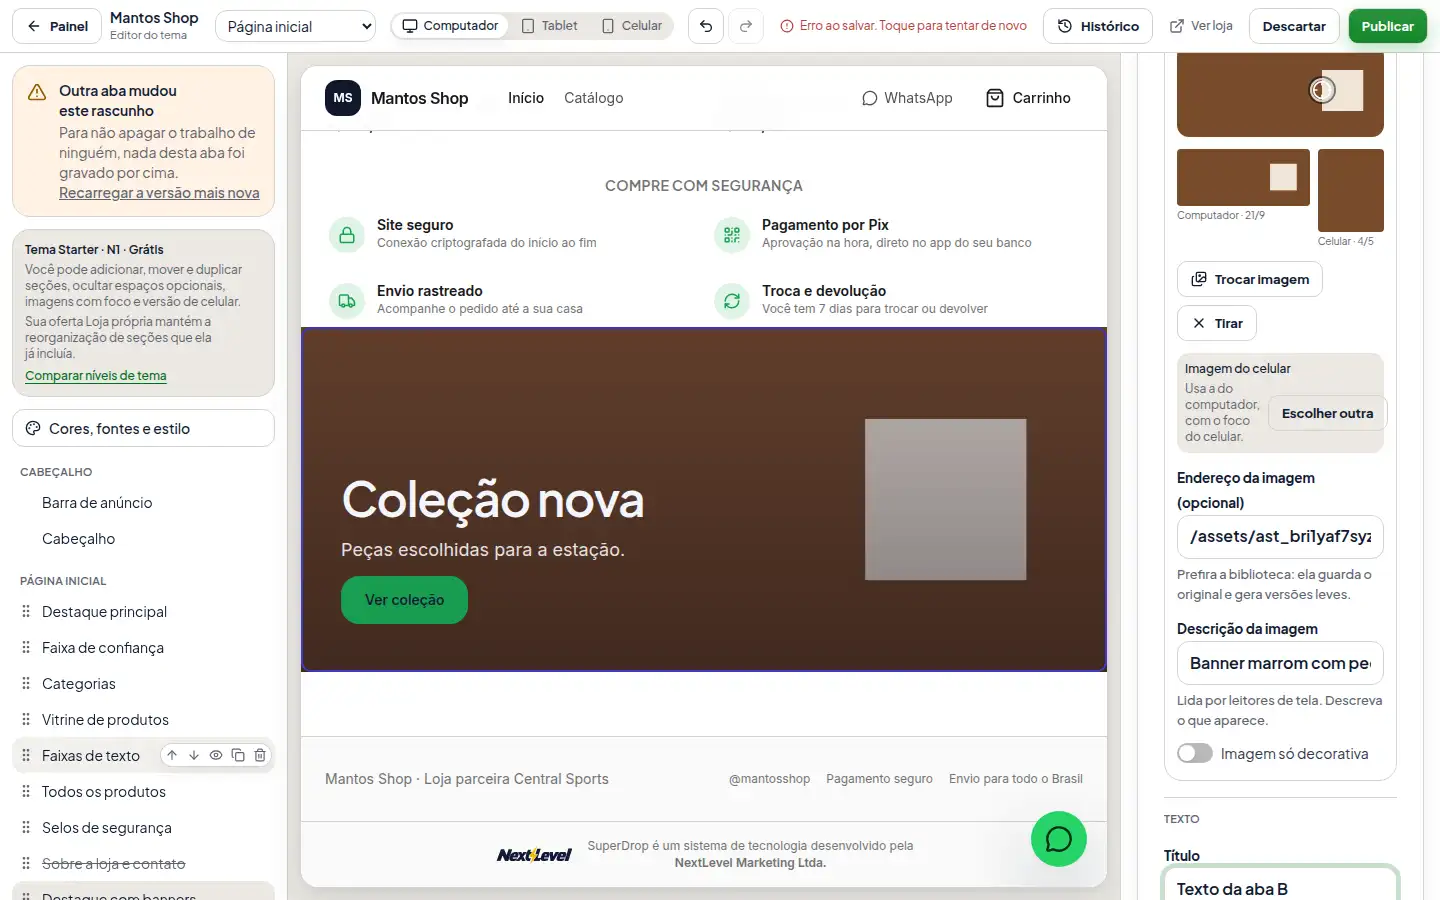 Painel
Mantos Shop
Editor do tema
Página inicial
Computador
Tablet
Celular
Erro ao salvar. Toque para tentar de novo
Histórico
Ver loja
Descartar
Publicar
Outra aba mudou
este rascunho
Para não apagar o trabalho de
ninguém, nada desta aba foi
gravado por cima.
Recarregar a versão mais nova
Tema Starter · N1 · Grátis
Você pode adicionar, mover e duplicar
seções, ocultar espaços opcionais,
imagens com foco e versão de celular.
Sua oferta Loja própria mantém a
reorganização de seções que ela
já incluía.
Comparar níveis de tema
Cores, fontes e estilo
CABEÇALHO
Barra de anúncio
Cabeçalho
PÁGINA INICIAL
Destaque principal
Faixa de confiança
Categorias
Vitrine de produtos
Faixas de texto
Todos os produtos
Selos de segurança
Sobre a loja e contato
Destaque com banners
MS
Mantos Shop
Início
Catálogo
WhatsApp
Carrinho
COMPRE COM SEGURANÇA
Site seguro
Conexão criptografada do início ao fim
Pagamento por Pix
Aprovação na hora, direto no app do seu banco
Envio rastreado
Acompanhe o pedido até a sua casa
Troca e devolução
Você tem 7 dias para trocar ou devolver
Coleção nova
Peças escolhidas para a estação.
Ver coleção
Mantos Shop · Loja parceira Central Sports
@mantosshop
Pagamento seguro
Envio para todo o Brasil
NextLevel
SuperDrop é um sistema de tecnologia desenvolvido pela
NextLevel Marketing Ltda.
Computador · 21/9
Celular · 4/5
Trocar imagem
Tirar
Imagem do celular
Usa a do
computador,
com o foco
do celular.
Escolher outra
Endereço da imagem
(opcional)
/assets/ast_bri1yaf7syz
Prefira a biblioteca: ela guarda o
original e gera versões leves.
Descrição da imagem
Banner marrom com pe
Lida por leitores de tela. Descreva
o que aparece.
Imagem só decorativa
TEXTO
Título
Texto da aba B